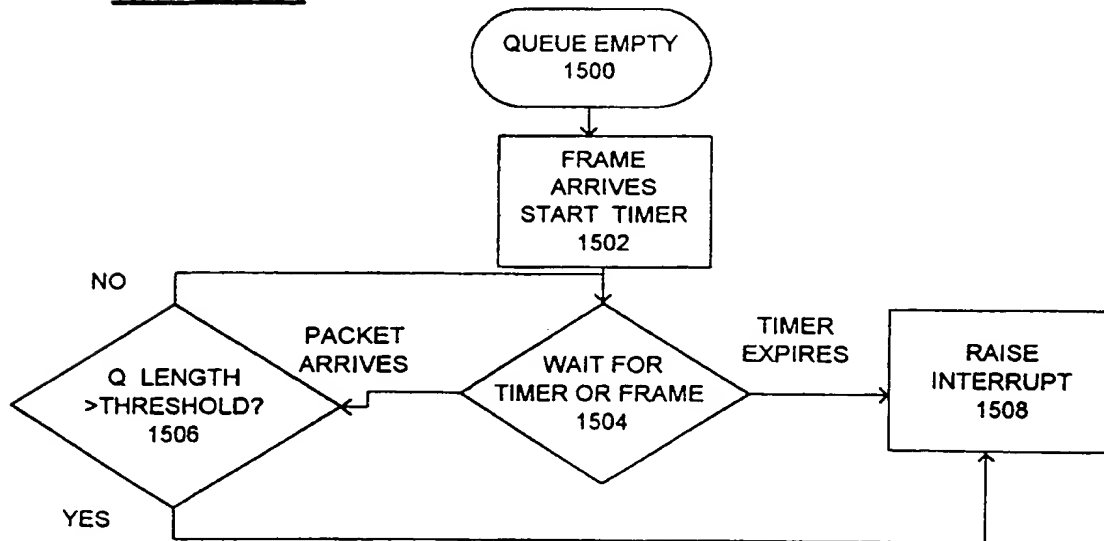 QUEUE EMPTY
1500
FRAME
ARRIVES
START TIMER
1502
NO
PACKET
ARRIVES
TIMER
EXPIRES
Q LENGTH
>THRESHOLD?
1506
WAIT FOR
TIMER OR FRAME
1504
RAISE
INTERRUPT
1508
YES